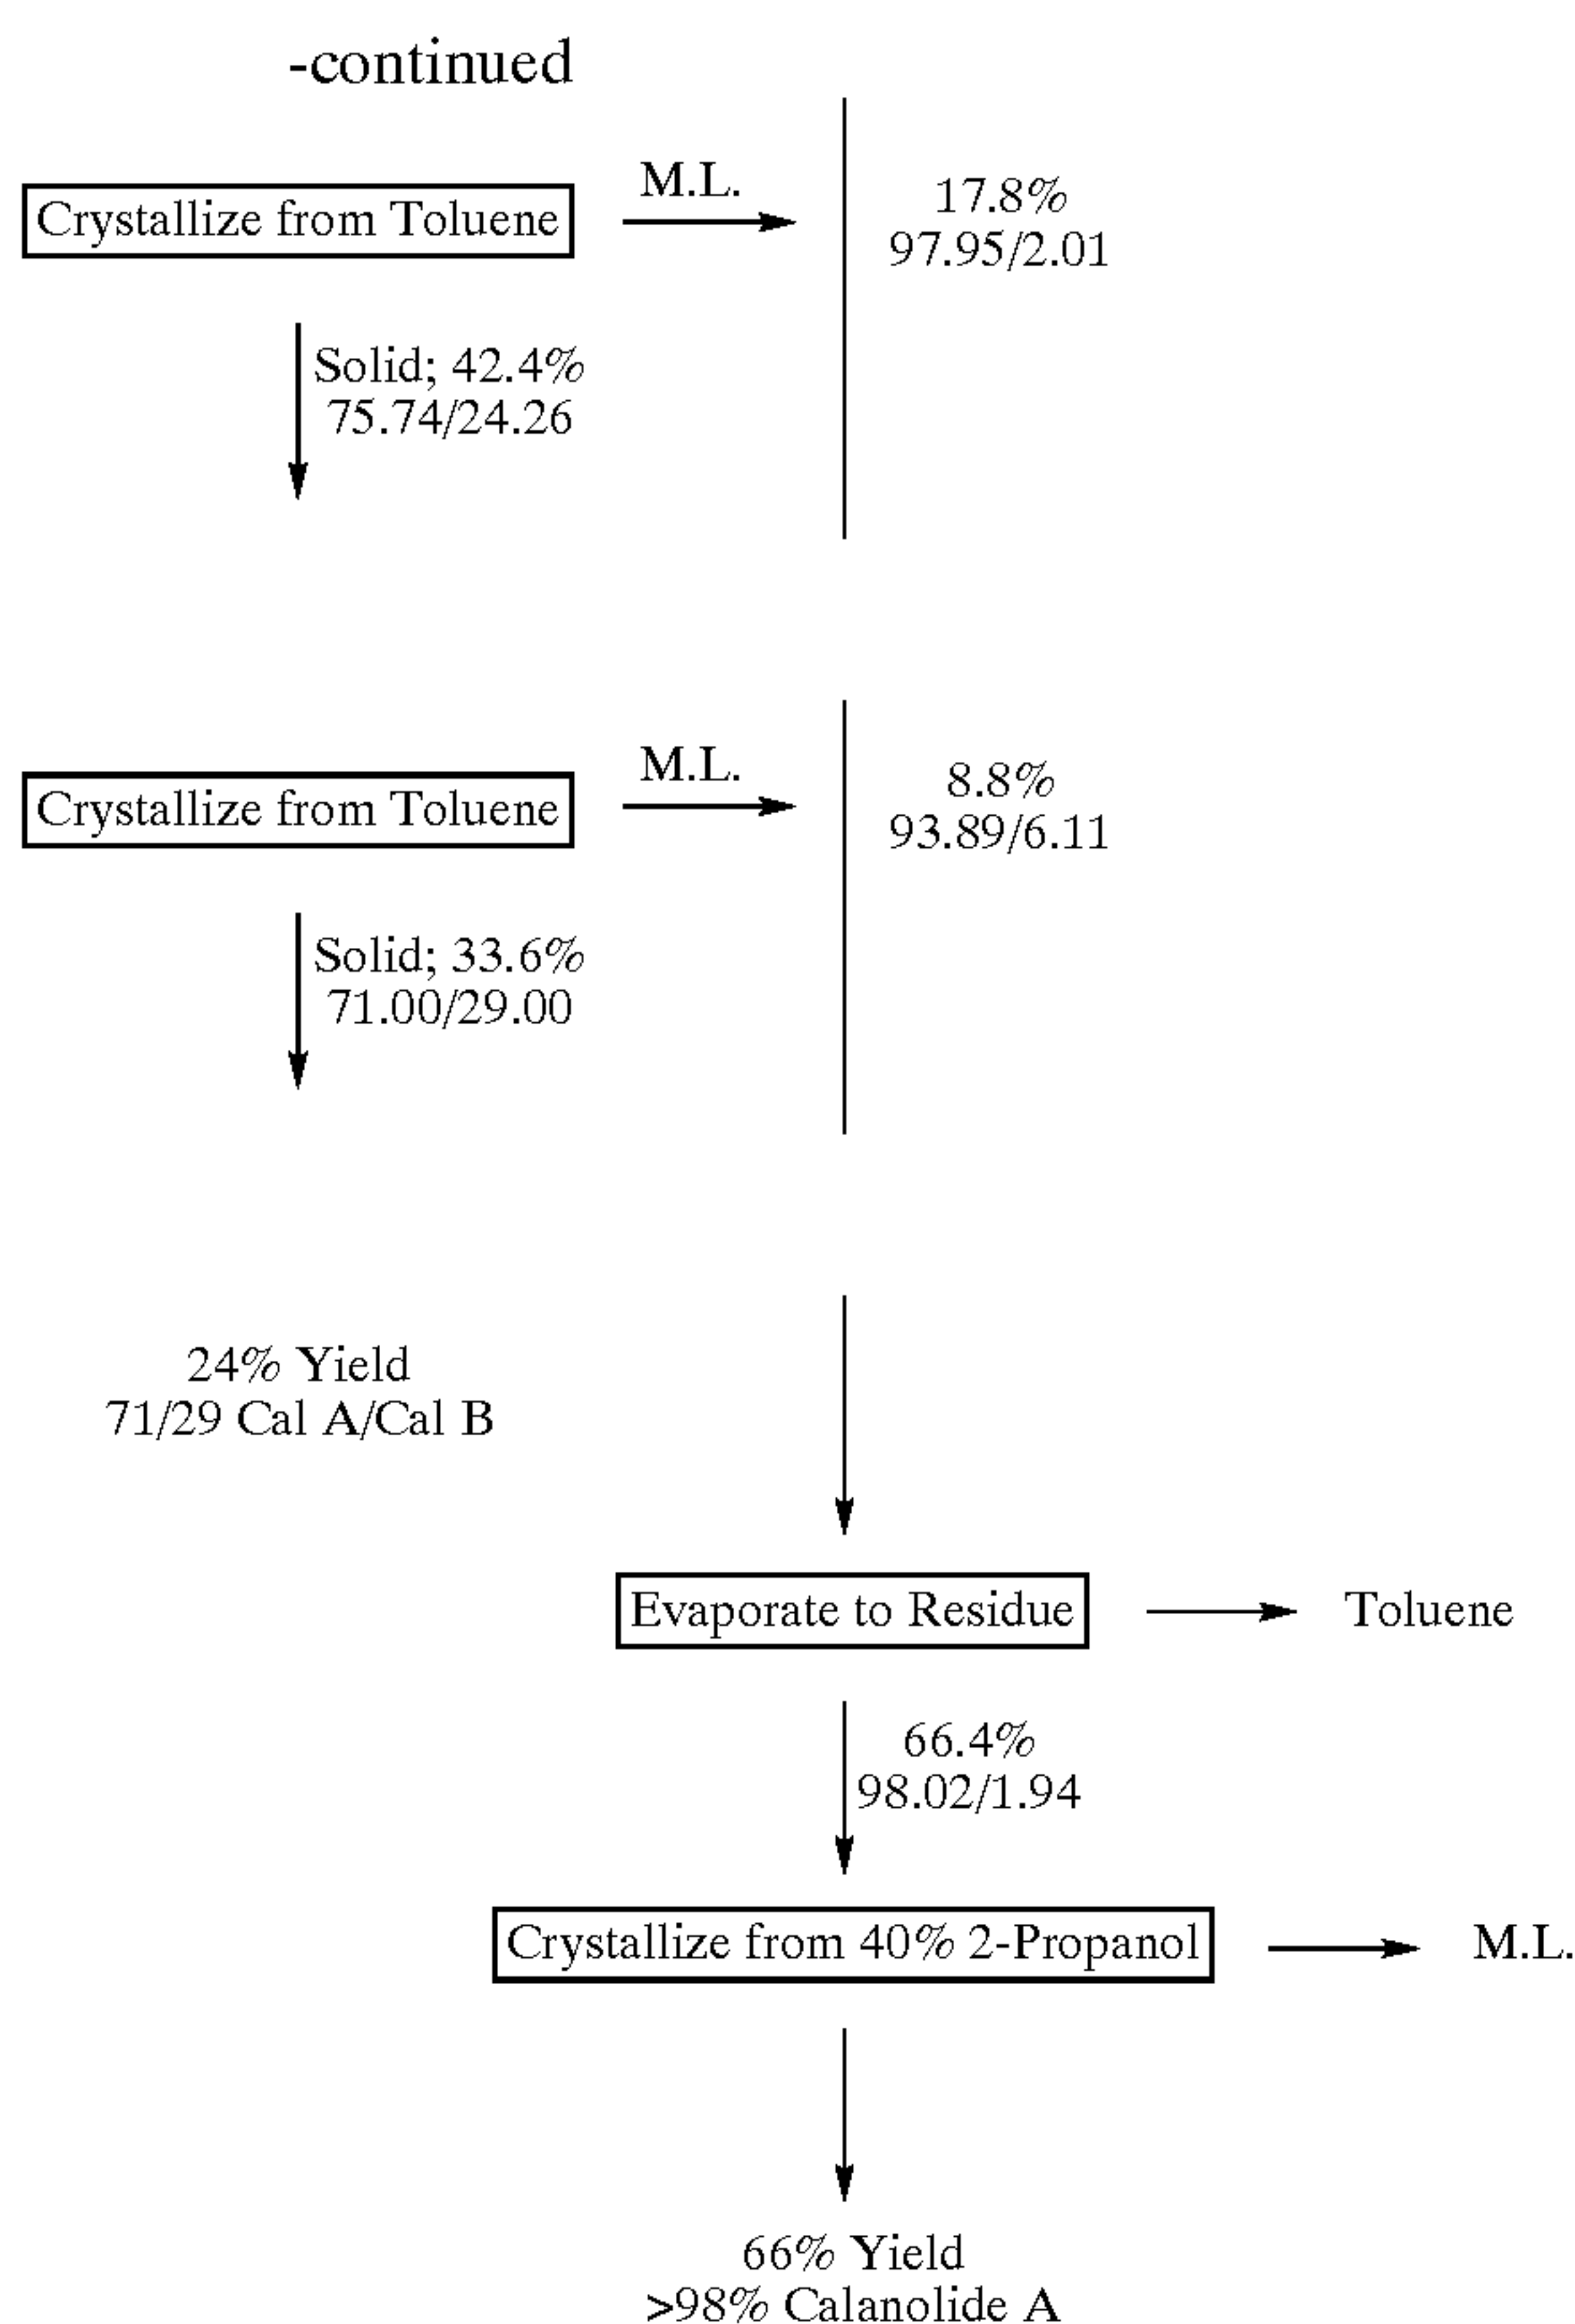 -continued
Crystallize from Toluene
M.L.
17.8%
97.95/2.01
Solid; 42.4%
75.74/24.26
Crystallize from Toluene
M.L.
8.8%
93.89/6.11
Solid; 33.6%
71.00/29.00
24% Yield
71/29 Cal A/Cal B
Evaporate to Residue
Toluene
66.4%
98.02/1.94
Crystallize from 40% 2-Propanol
M.L.
66% Yield
>98% Calanolide A